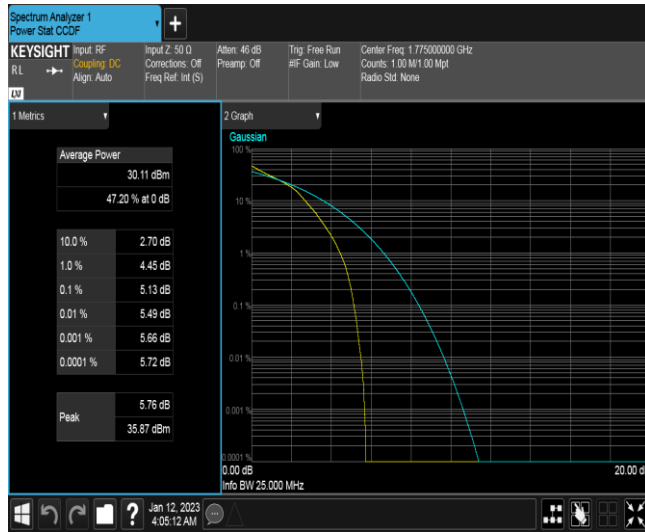 Spectrum Analyzer 1
Power Stat CCDF
+
KEYSIGHT Input: RF Input Z: 50 Ω Atten: 46 dB Trig: Free Run Center Freq: 1.775000000 GHz
RL Coupling: DC Corrections: Off Preamp: Off #IF Gain: Low Counts: 1.00 M/1.00 Mpt
Align: Auto Freq Ref: Int (S) Radio Std: None
LXI
1 Metrics
Average Power
30.11 dBm
47.20 % at 0 dB
10.0 % 2.70 dB
1.0 % 4.45 dB
0.1 % 5.13 dB
0.01 % 5.49 dB
0.001 % 5.66 dB
0.0001 % 5.72 dB
Peak 5.76 dB
35.87 dBm
2 Graph
Gaussian
100 %
10 %
1 %
0.1 %
0.01 %
0.001 %
0.0001 %
0.00 dB 20.00 d
Info BW 25.000 MHz
? Jan 12, 2023
4:05:12 AM